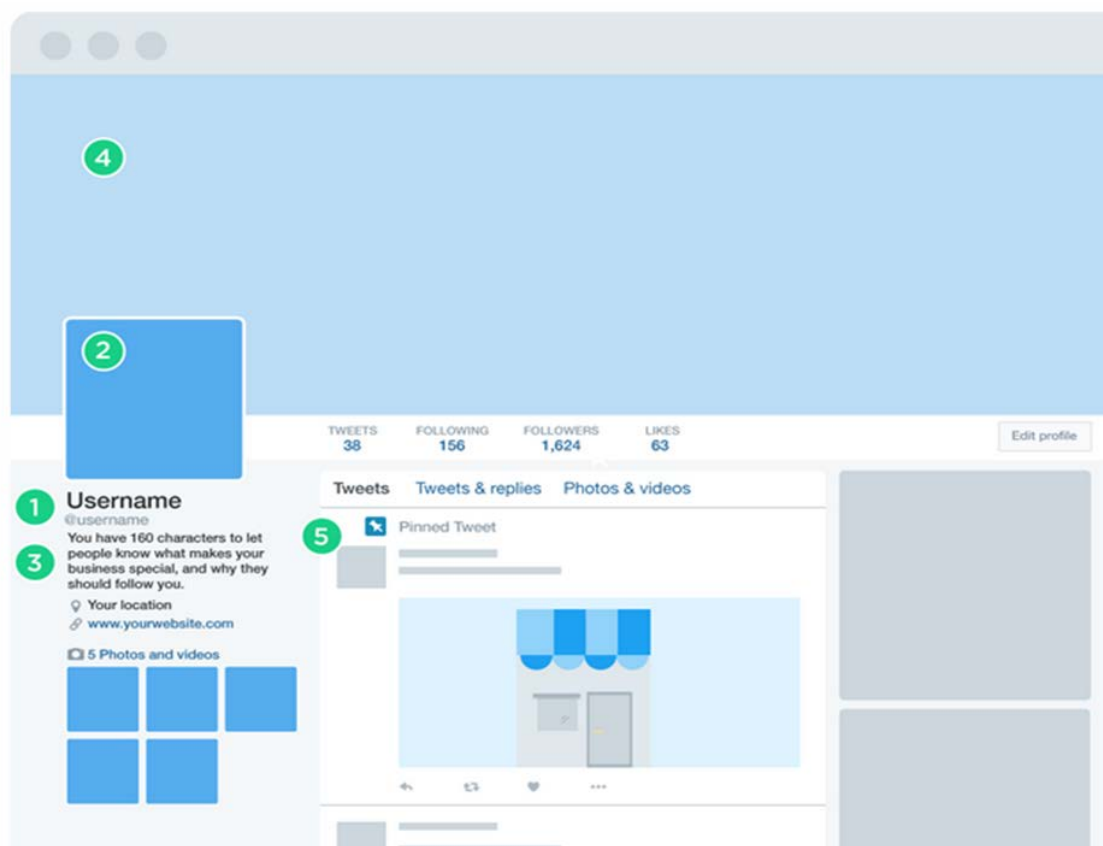 4
2
TWEETS FOLLOWING FOLLOWERS LIKES
38 156 1,624 63
Edit profile
1
Username
@username
3
You have 160 characters to let
people know what makes your
business special, and why they
should follow you.
Your location
www.yourwebsite.com
5 Photos and videos
Tweets Tweets & replies Photos & videos
5
Pinned Tweet